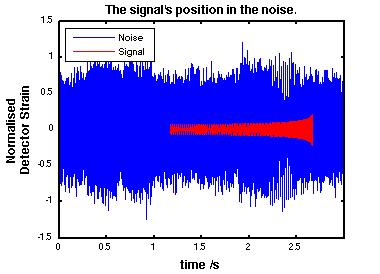 The signal's position in the noise.
1.5
Noise
Signal
1
0.5
0
-0.5
-1
-1.5
Normalised
Detector Strain
0 0.5 1 1.5 2 2.5
time /s